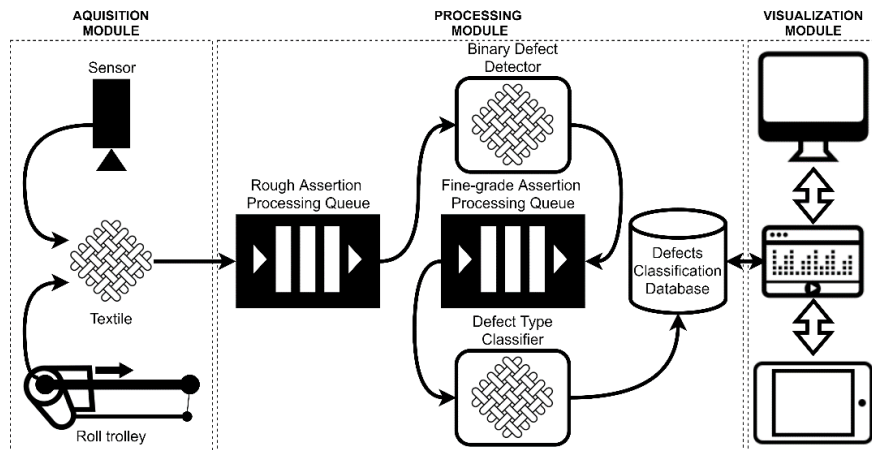 AQUISITION
MODULE
PROCESSING
MODULE
VISUALIZATION
MODULE
Sensor
Binary Defect
Detector
Rough Assertion
Processing Queue
Fine-grade Assertion
Processing Queue
Defects
Classification
Database
Textile
Defect Type
Classifier
Roll trolley